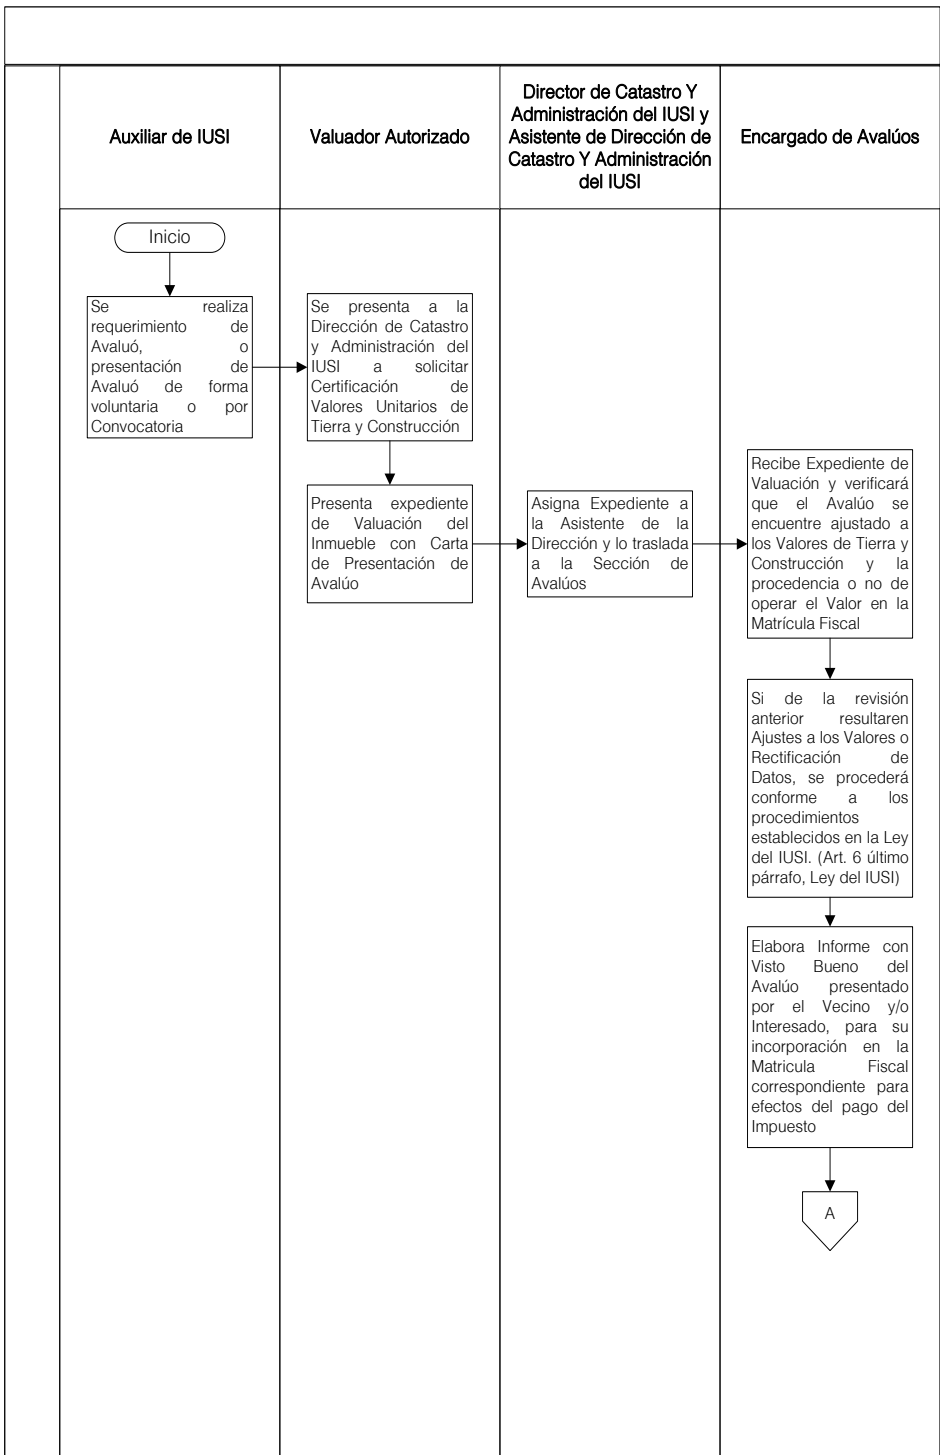 Auxiliar de IUSI
Valuador Autorizado
Director de Catastro Y
Administración del IUSI y
Asistente de Dirección de
Catastro Y Administración
del IUSI
Encargado de Avalúos
Inicio
Se realiza
requerimiento de
Avaluó, o
presentación de
Avaluó de forma
voluntaria o por
Convocatoria
Se presenta a la
Dirección de Catastro
y Administración del
IUSI a solicitar
Certificación de
Valores Unitarios de
Tierra y Construcción
Presenta expediente
de Valuación del
Inmueble con Carta
de Presentación de
Avalúo
Asigna Expediente a
la Asistente de la
Dirección y lo traslada
a la Sección de
Avalúos
Recibe Expediente de
Valuación y verificará
que el Avalúo se
encuentre ajustado a
los Valores de Tierra y
Construcción y la
procedencia o no de
operar el Valor en la
Matrícula Fiscal
Si de la revisión
anterior resultaren
Ajustes a los Valores o
Rectificación de
Datos, se procederá
conforme a los
procedimientos
establecidos en la Ley
del IUSI. (Art. 6 último
párrafo, Ley del IUSI)
Elabora Informe con
Visto Bueno del
Avalúo presentado
por el Vecino y/o
Interesado, para su
incorporación en la
Matricula Fiscal
correspondiente para
efectos del pago del
Impuesto
A